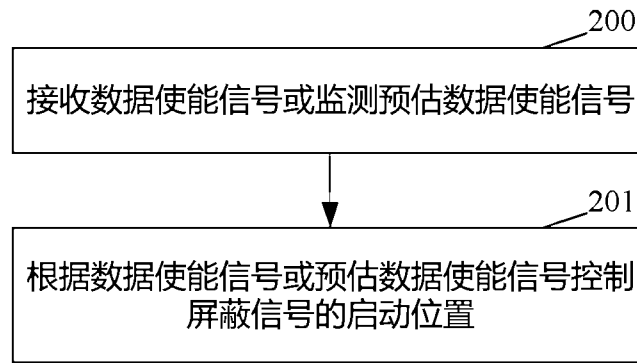 200
接收数据使能信号或监测预估数据使能信号
201
根据数据使能信号或预估数据使能信号控制
屏蔽信号的启动位置